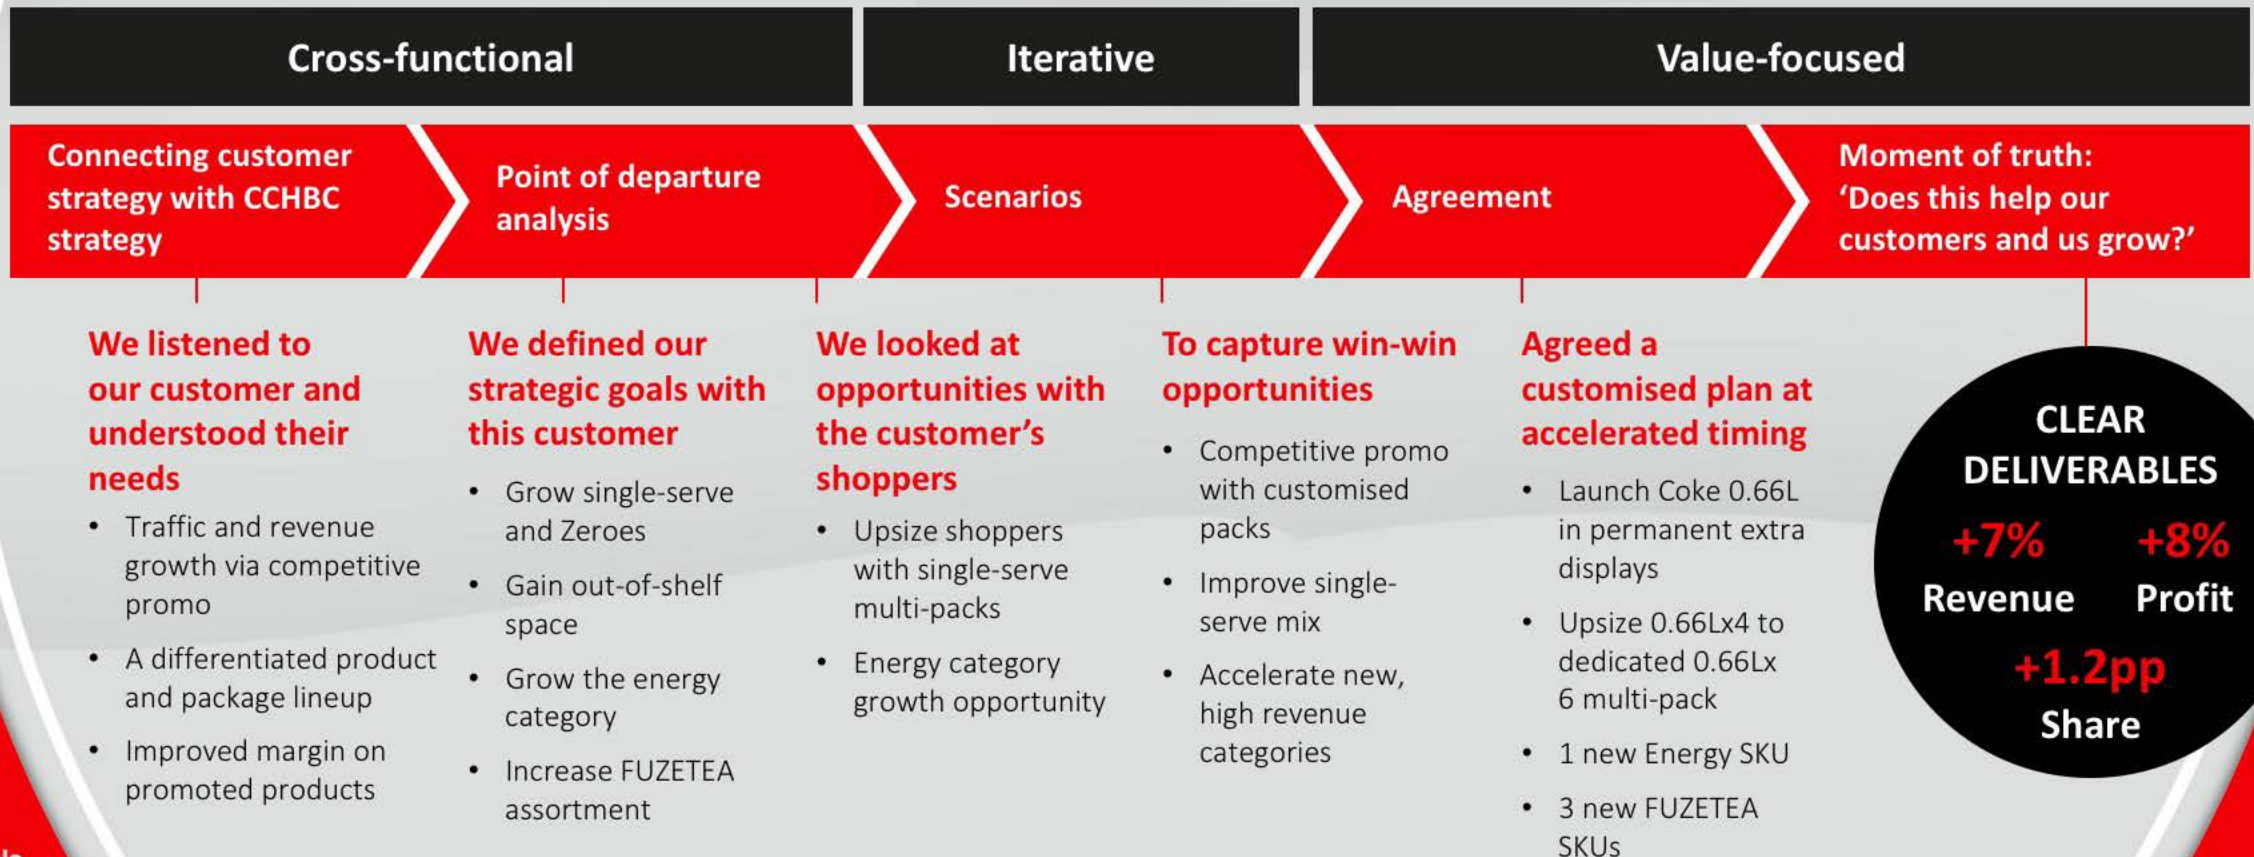 Cross-functional
Iterative
Value-focused
Connecting customer
strategy with CCHBC
strategy
Point of departure
analysis
Scenarios
Agreement
Moment of truth:
‘Does this help our
customers and us grow?’
We listened to
our customer and
understood their
needs
• Traffic and revenue
growth via competitive
promo
• A differentiated product
and package lineup
• Improved margin on
promoted products
We defined our
strategic goals with
this customer
• Grow single-serve
and Zeroes
• Gain out-of-shelf
space
• Grow the energy
category
• Increase FUZETEA
assortment
We looked at
opportunities with
the customer’s
shoppers
• Upsize shoppers
with single-serve
multi-packs
• Energy category
growth opportunity
To capture win-win
opportunities
• Competitive promo
with customised
packs
• Improve single-
serve mix
• Accelerate new,
high revenue
categories
Agreed a
customised plan at
accelerated timing
• Launch Coke 0.66L
in permanent extra
displays
• Upsize 0.66Lx4 to
dedicated 0.66Lx
6 multi-pack
• 1 new Energy SKU
• 3 new FUZETEA
SKUs
CLEAR
DELIVERABLES
+7% +8%
Revenue Profit
+1.2pp
Share